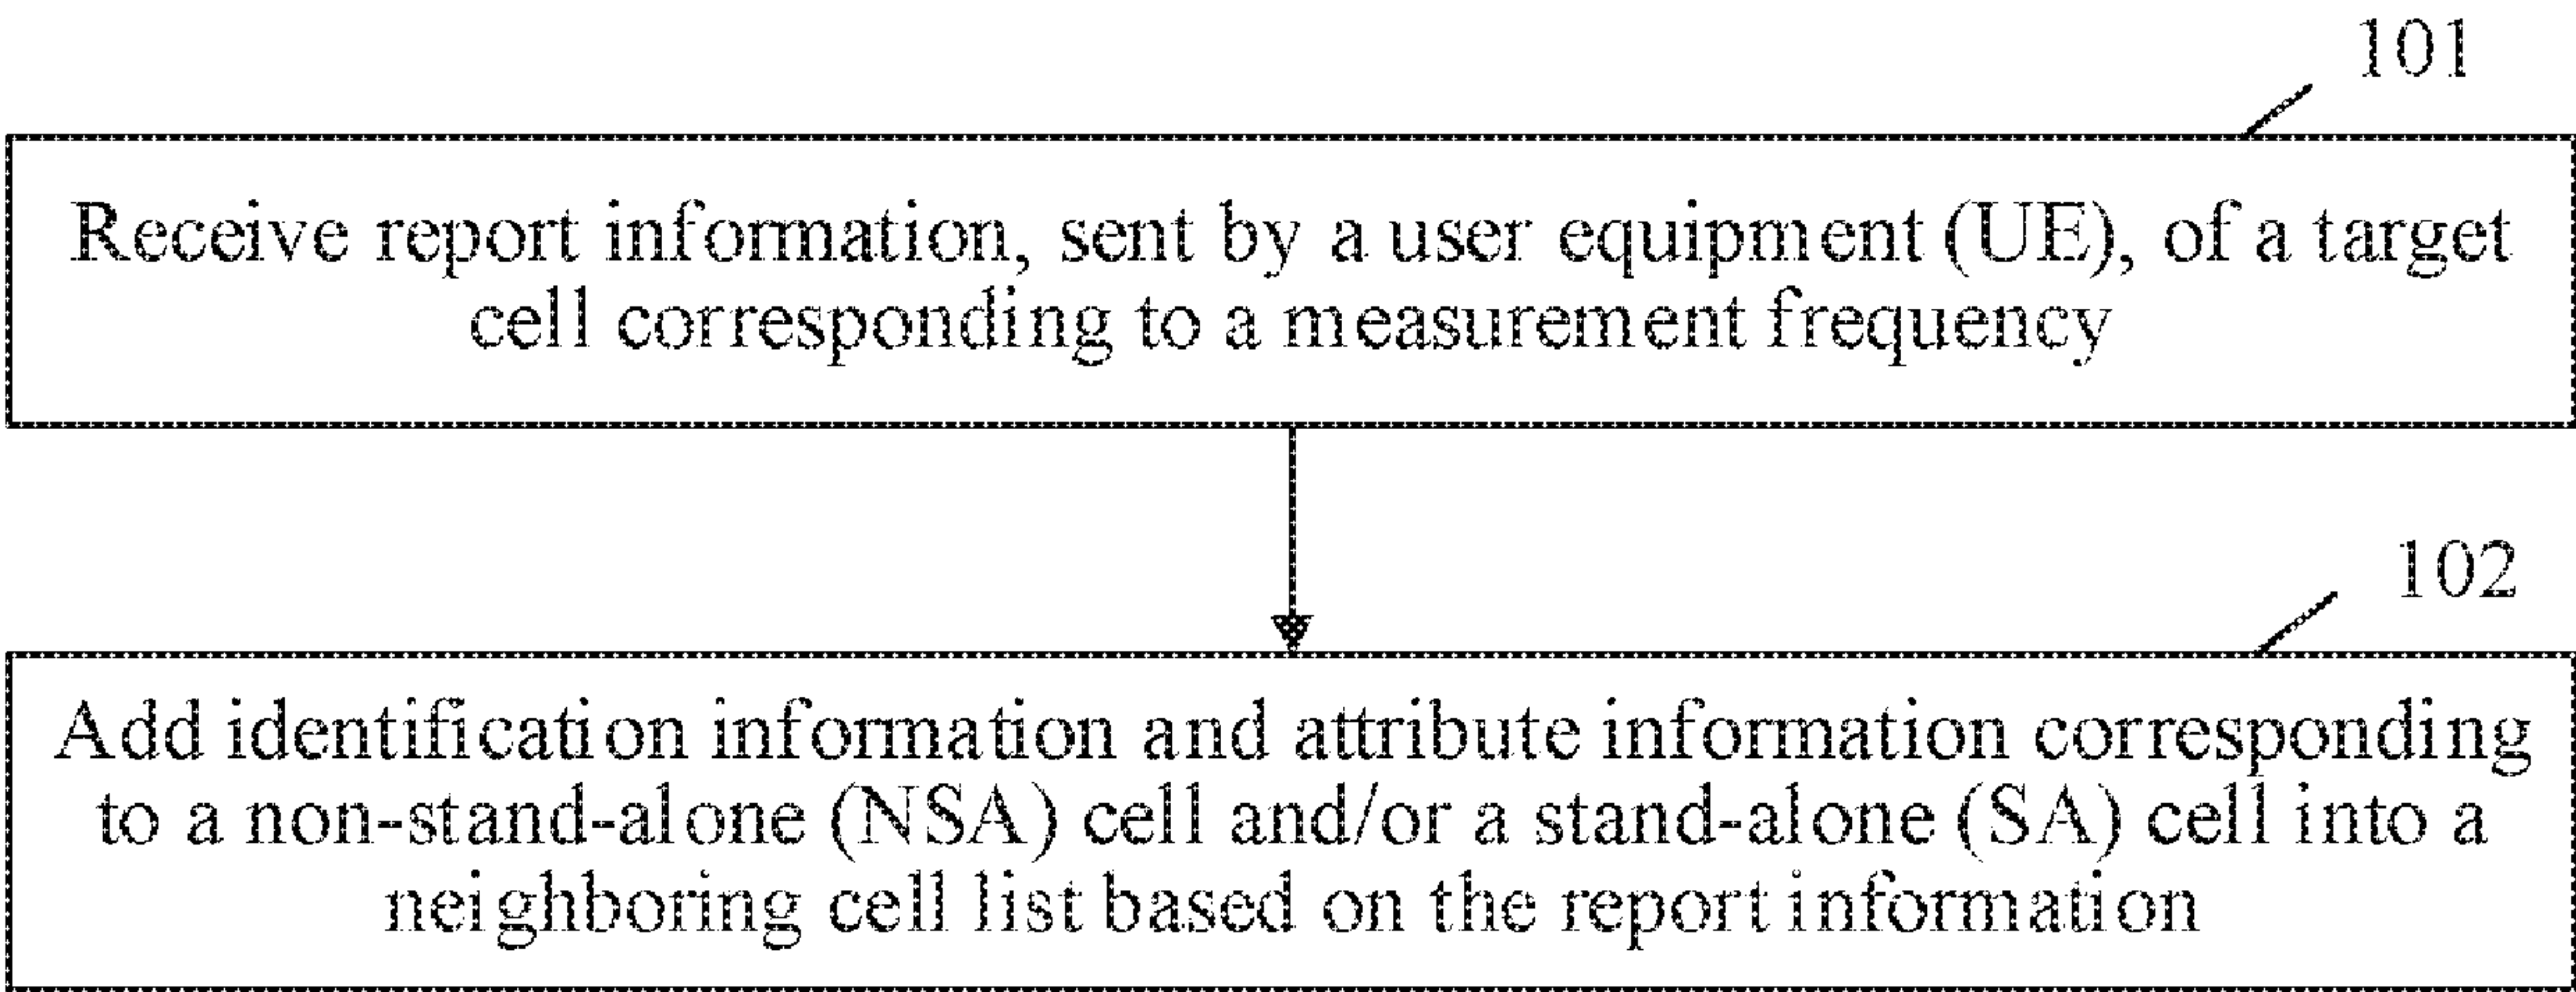 101
Receive report information, sent by a user equipment (UE), of a target
cell corresponding to a measurement frequency
102
Add identification information and attribute information corresponding
to a non-stand-alone (NSA) cell and/or a stand-alone (SA) cell into a
neighboring cell list based on the report information